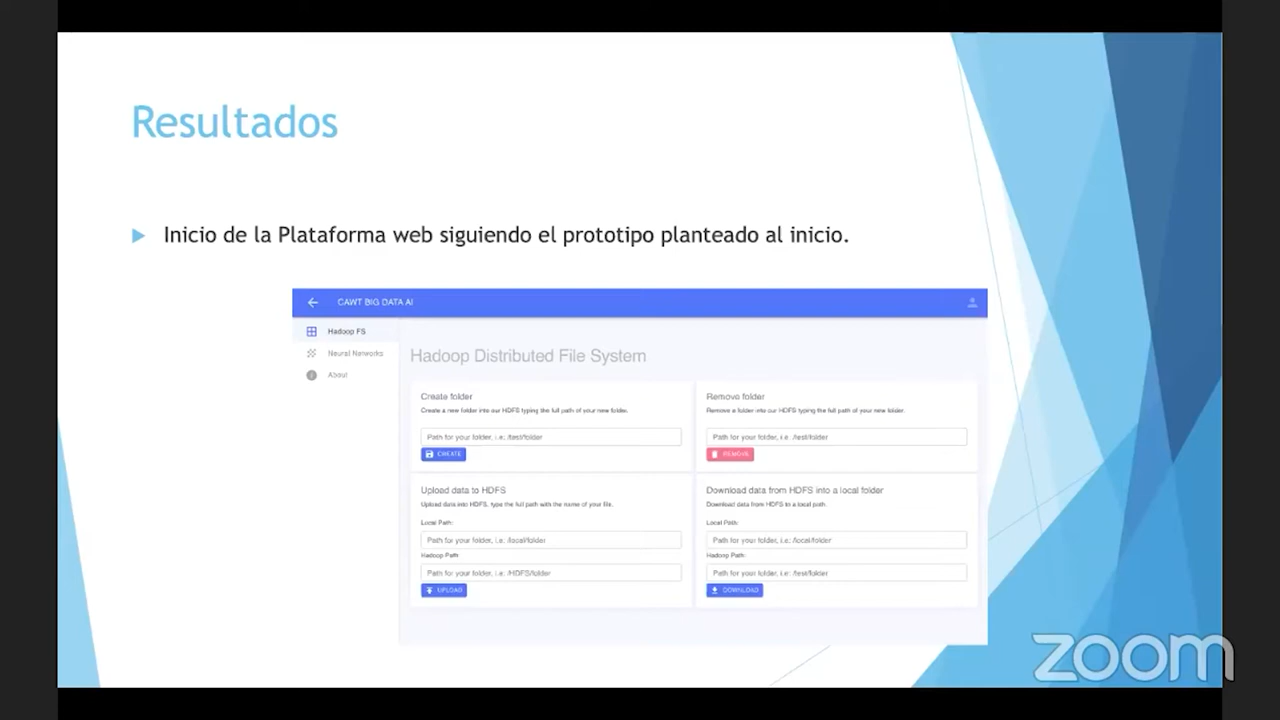 Resultados
Inicio de la Plataforma web siguiendo el prototipo planteado al inicio.
CAWT BIG DATA AI
Hadoop FS
Neural Networks
About
Hadoop Distributed File System
Create folder
Create a new folder into our HDFS typing the full path of your new folder.
Path for your folder, i.e: /test/folder
CREATE
Remove folder
Remove a folder into our HDFS typing the full path of your new folder.
Path for your folder, i.e: /test/folder
REMOVE
Upload data to HDFS
Upload data into HDFS, type the full path with the name of your file.
Local Path:
Path for your folder, i.e: /local/folder
Hadoop Path:
Path for your folder, i.e: /HDFS/folder
UPLOAD
Download data from HDFS into a local folder
Download data from HDFS to a local path.
Local Path:
Path for your folder, i.e: /local/folder
Hadoop Path:
Path for your folder, i.e: /test/folder
DOWNLOAD
zoom